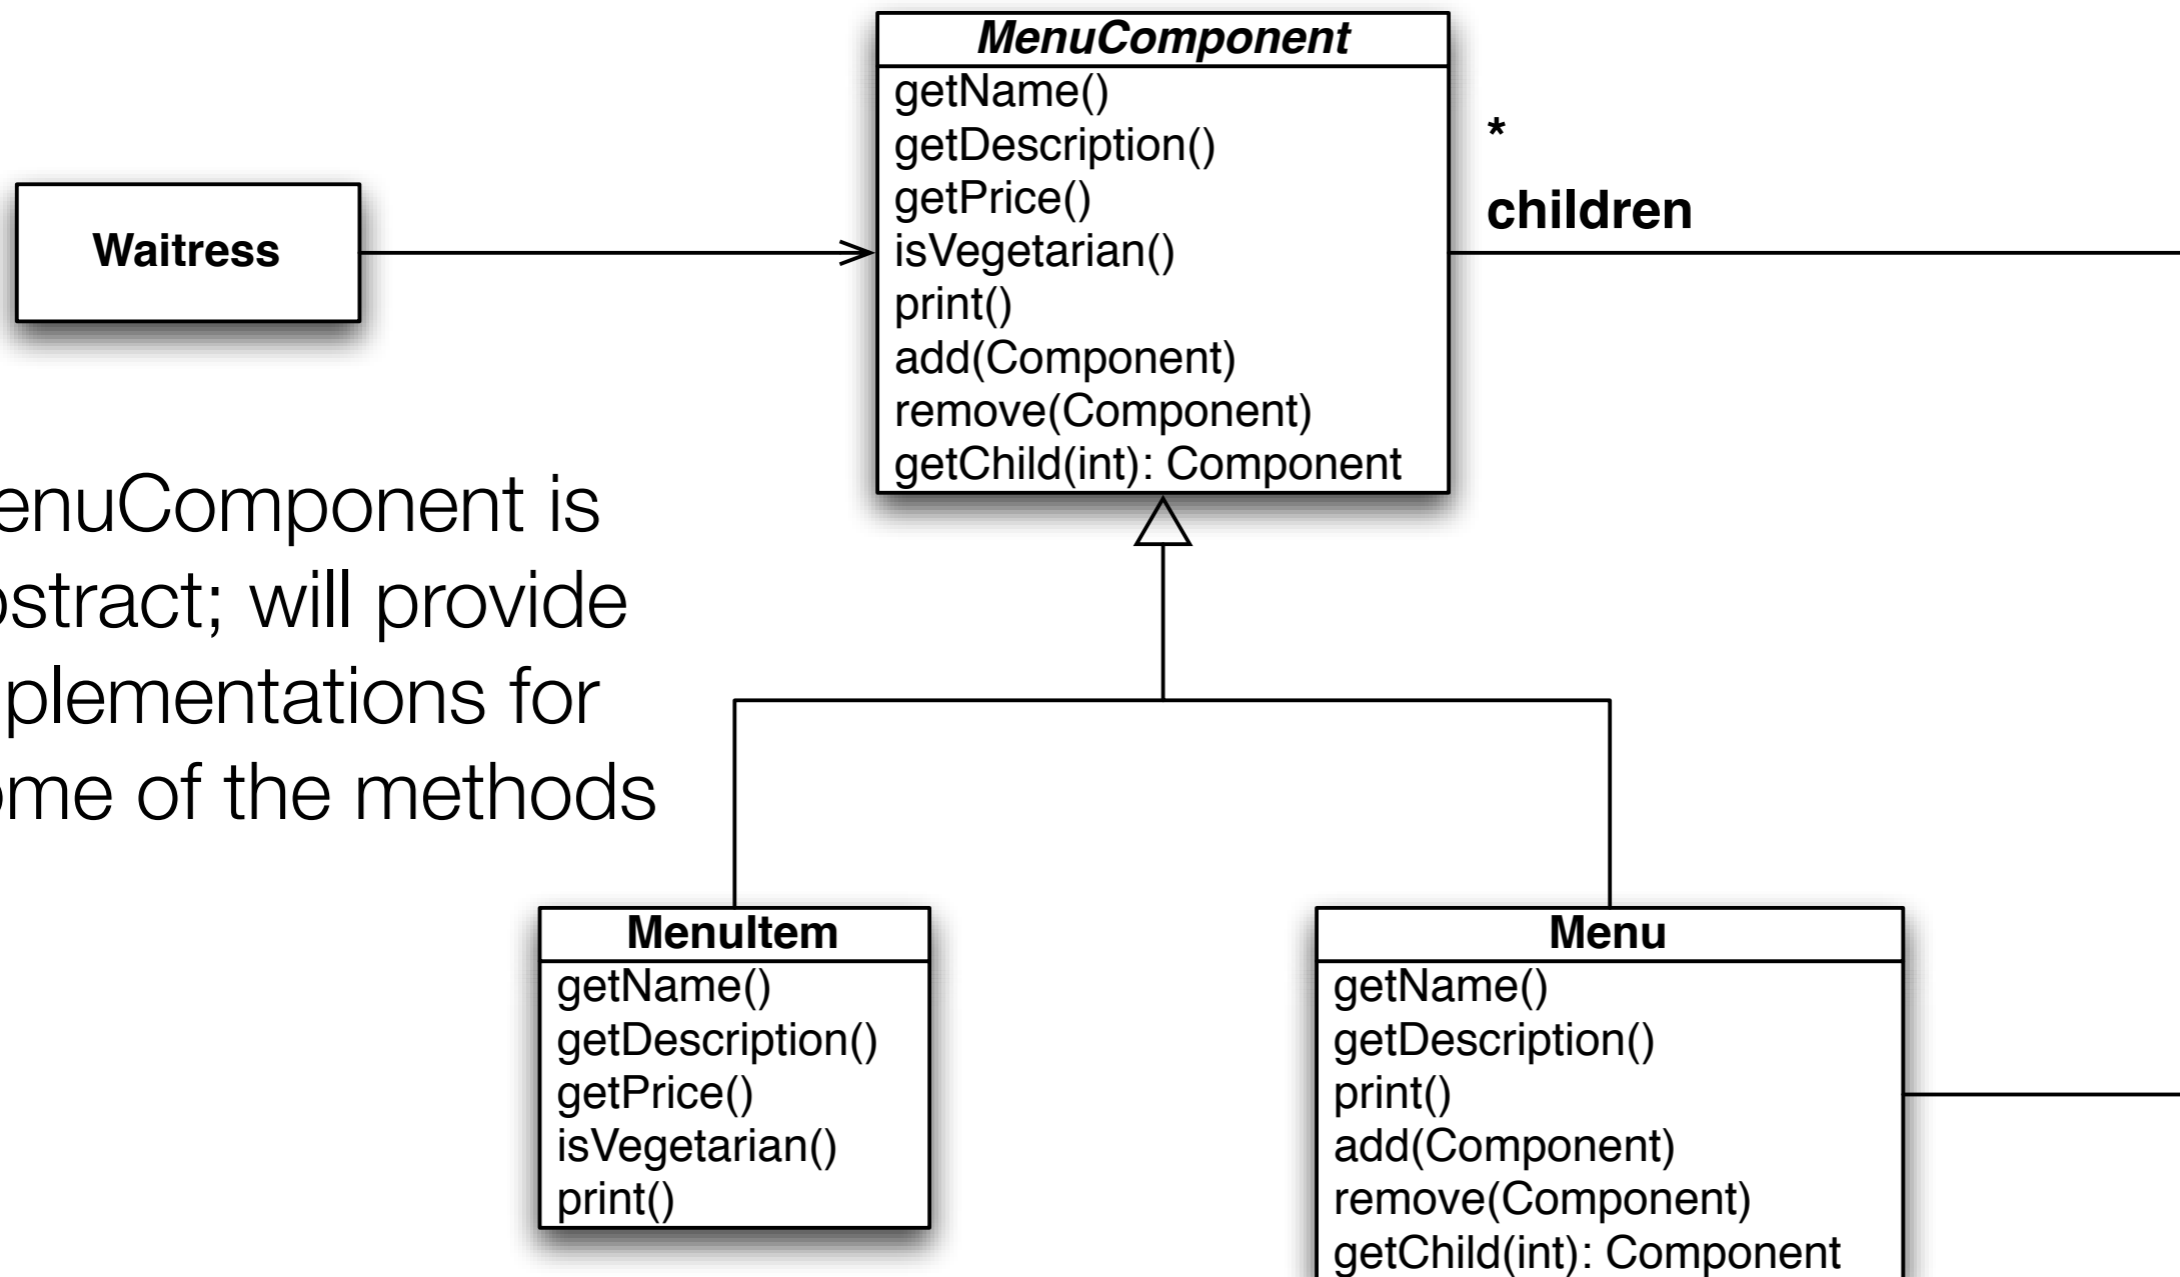 MenuComponent
getName()
getDescription()
getPrice()
isVegetarian()
print()
add(Component)
remove(Component)
getChild(int): Component
*
children
Waitress
enuComponent is
ostract; will provide
plementations for
ome of the methods
MenuItem
getName()
getDescription()
getPrice()
isVegetarian()
print()
Menu
getName()
getDescription()
print()
add(Component)
remove(Component)
getChild(int): Component